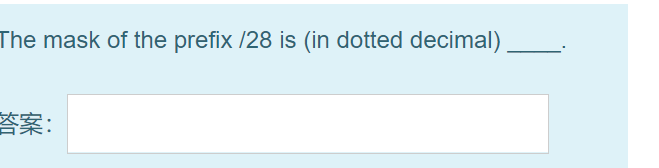 The mask of the prefix /28 is (in dotted decimal) _____.
答案：